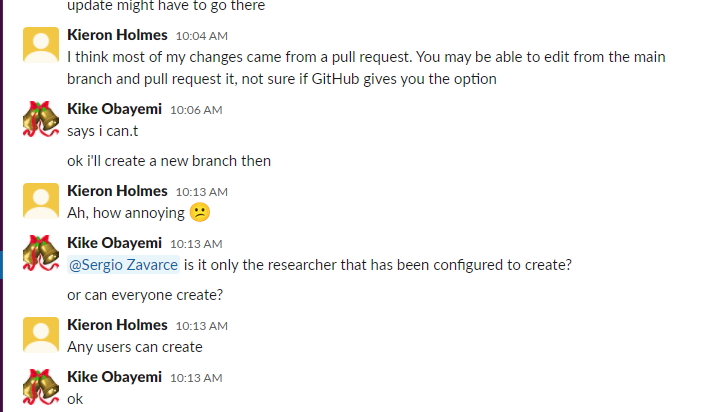 update might have to go there
Kieron Holmes 10:04 AM
I think most of my changes came from a pull request. You may be able to edit from the main
branch and pull request it, not sure if GitHub gives you the option
Kike Obayemi 10:06 AM
says i can.t
ok i'll create a new branch then
Kieron Holmes 10:13 AM
Ah, how annoying
Kike Obayemi 10:13 AM
@Sergio Zavarce is it only the researcher that has been configured to create?
or can everyone create?
Kieron Holmes 10:13 AM
Any users can create
Kike Obayemi 10:13 AM
ok